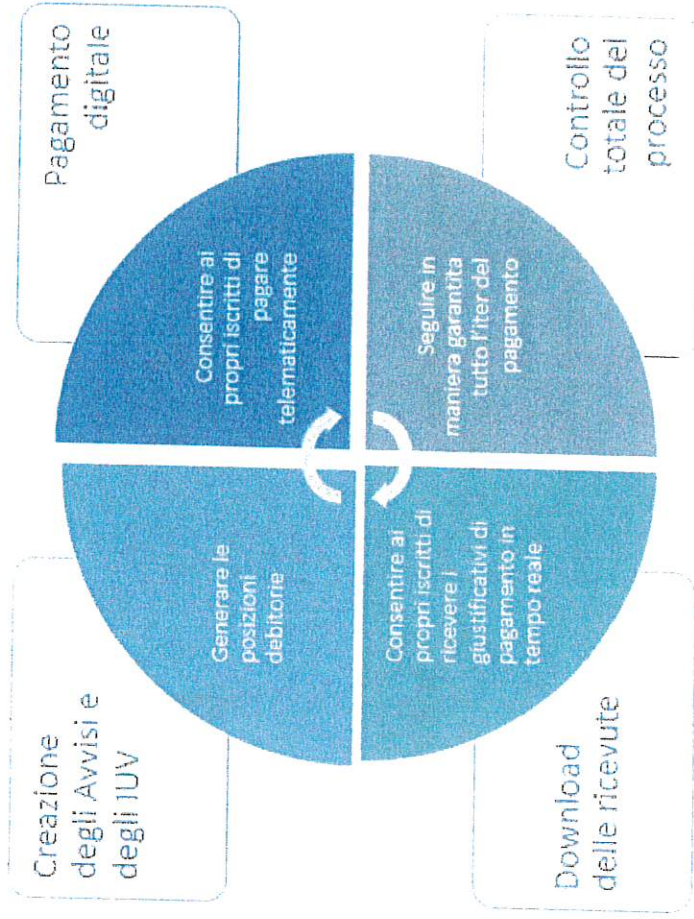 Creazione
degli Avvisi e
degli IUV
Generare le
posizioni
debitorie
Pagamento
digitale
Consentire ai
propri iscritti di
pagare
telematicamente
Download
delle ricevute
Consentire ai
propri iscritti di
ricevere i
giustificativi di
pagamento in
tempo reale
Controllo
totale del
processo
Seguire in
maniera garantita
tutto l'iter del
pagamento